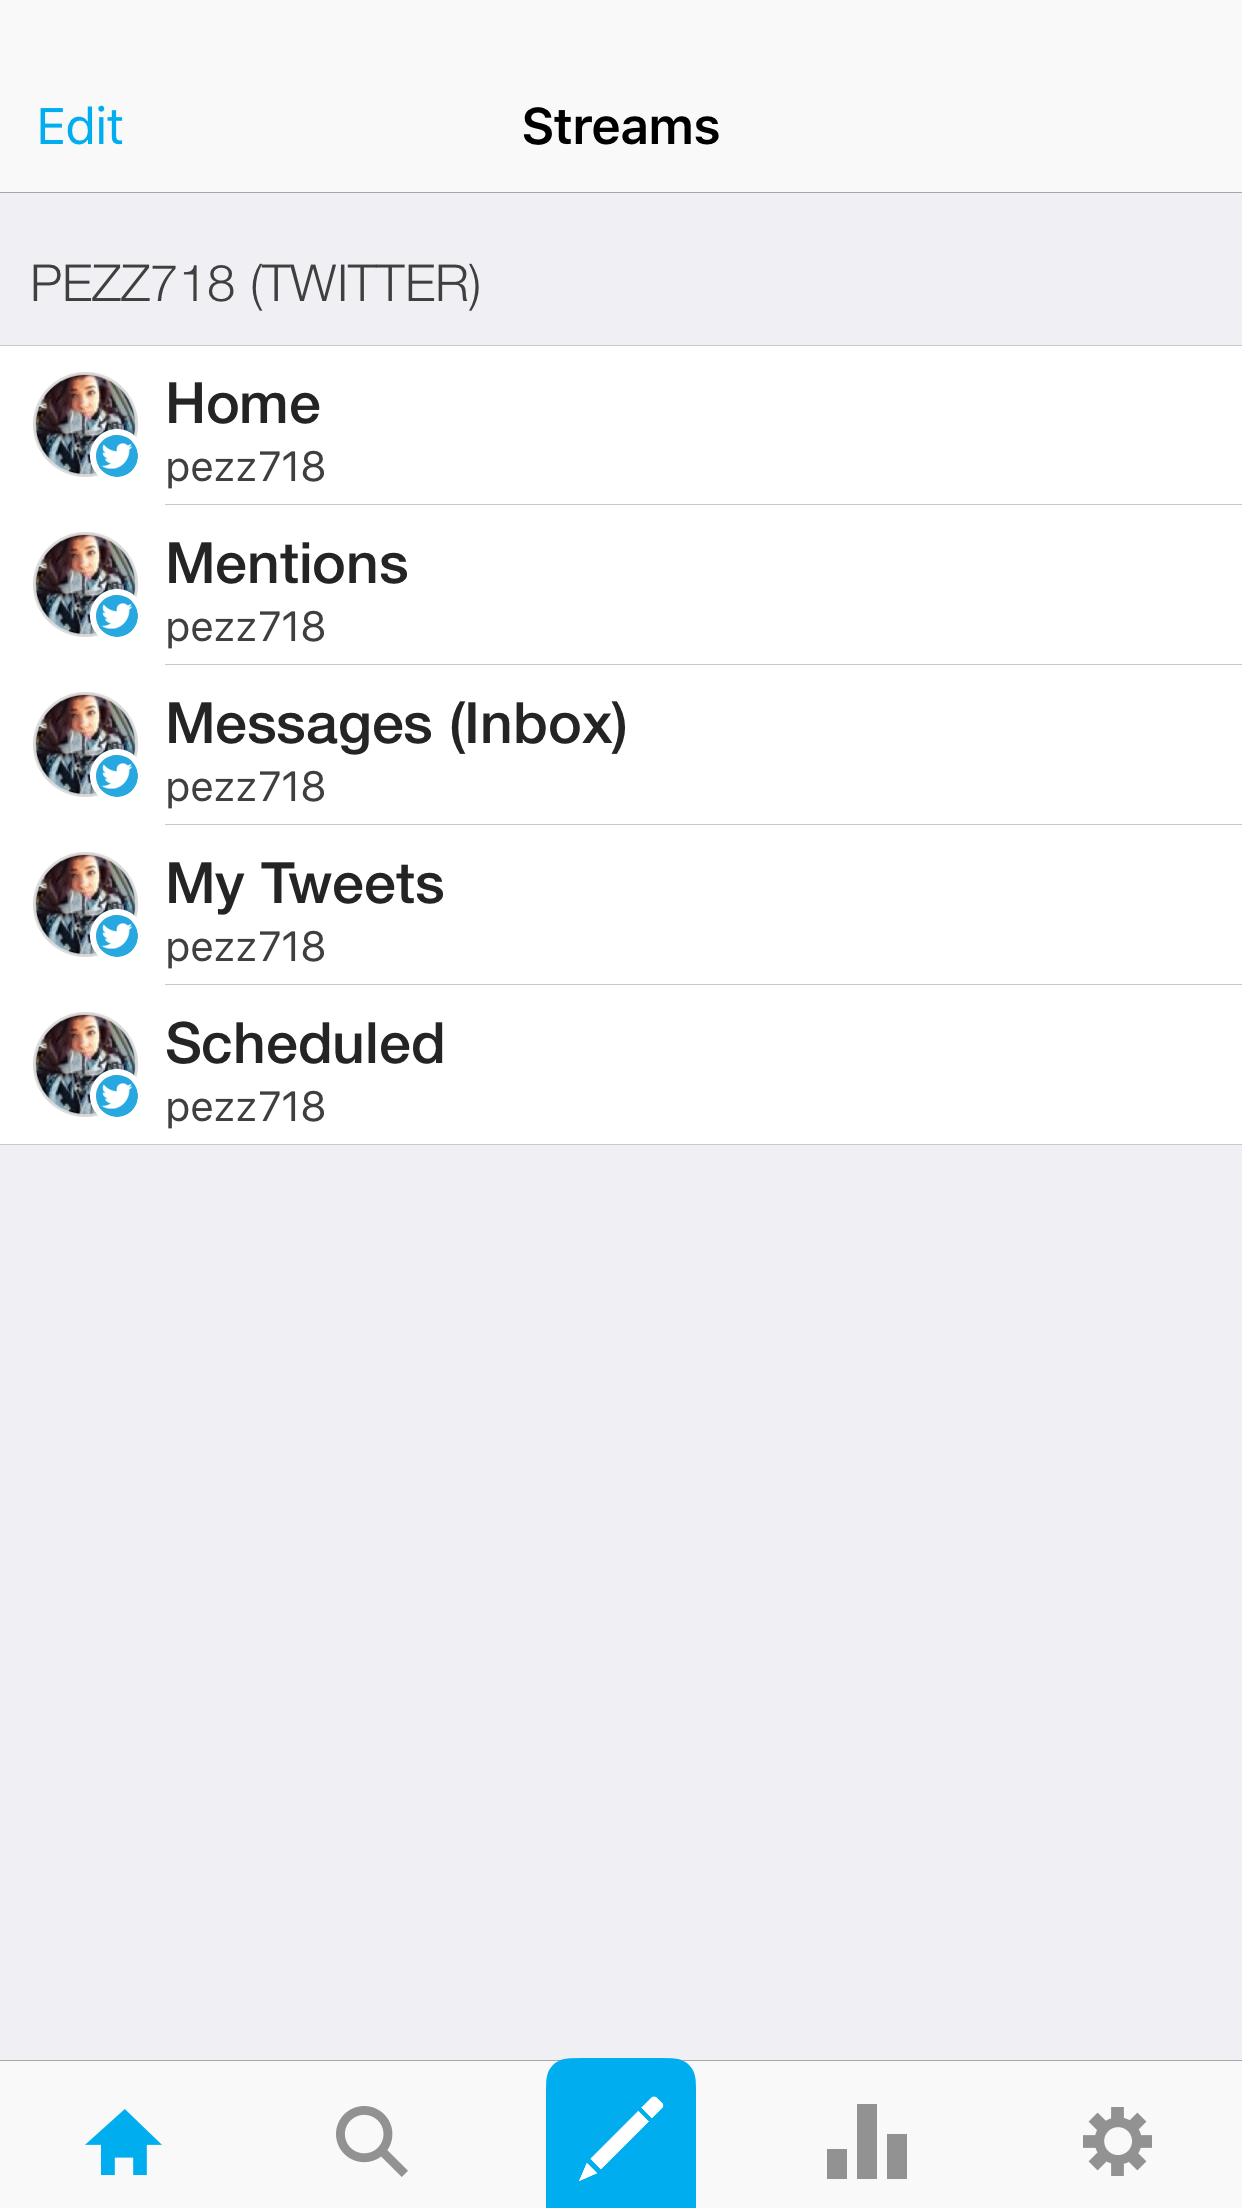 Edit
Streams
PEZZ718 (TWITTER)
Home
pezz718
Mentions
pezz718
Messages (Inbox)
pezz718
My Tweets
pezz718
Scheduled
pezz718